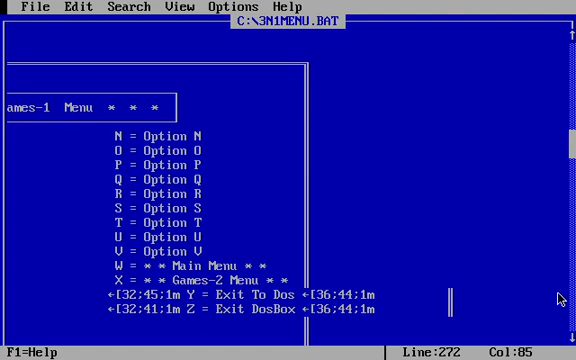 File Edit Search View Options Help
C:\3N1MENU.BAT
ames-1 Menu * * *
N = Option N
O = Option O
P = Option P
Q = Option Q
R = Option R
S = Option S
T = Option T
U = Option U
V = Option V
W = * * Main Menu * *
X = * * Games-2 Menu * *
←[32;45;1m Y = Exit To Dos ←[36;44;1m
←[32;41;1m Z = Exit DosBox ←[36;44;1m
F1=Help Line:272 Col:85